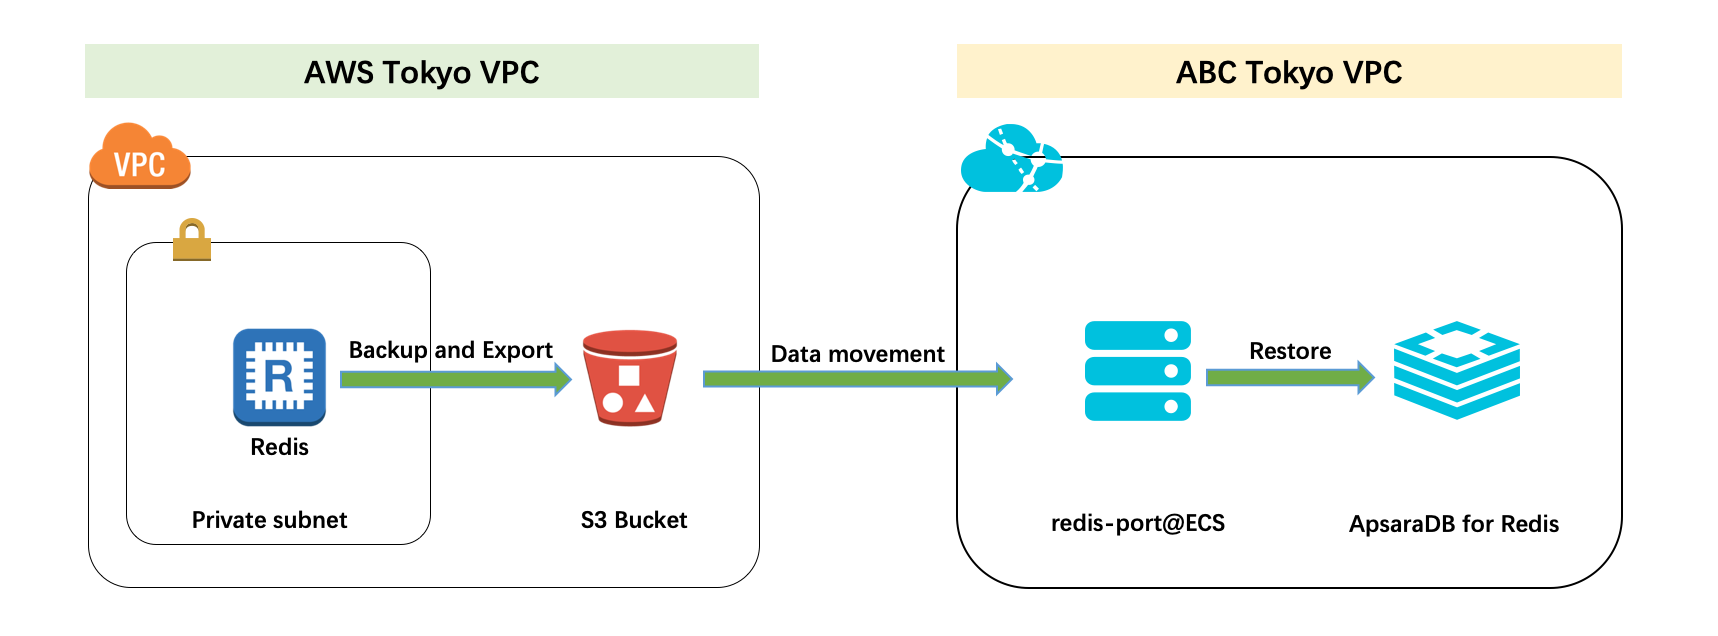 AWS Tokyo VPC
ABC Tokyo VPC
VPC
R
Redis
Private subnet
Backup and Export
S3 Bucket
Data movement
redis-port@ECS
Restore
ApsaraDB for Redis